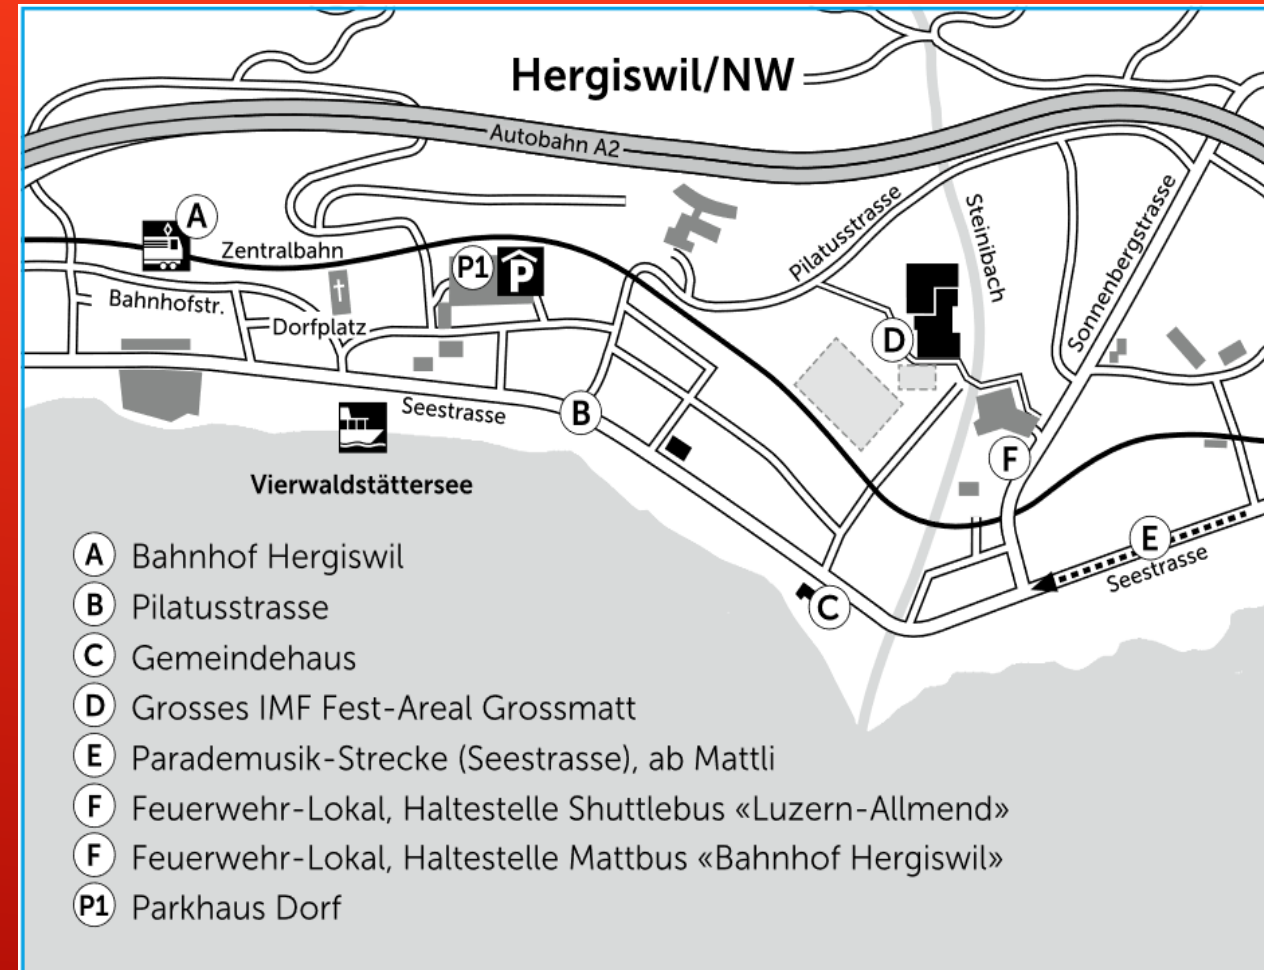 Hergiswil/NW
Autobahn A2
A
Zentralbahn
P1
P
Pilatusstrasse
Steinibach
Sonnenbergstrasse
Bahnhofstr.
Dorfplatz
D
Seestrasse
B
F
Vierwaldstättersee
E
Seestrasse
C
A Bahnhof Hergiswil
B Pilatusstrasse
C Gemeindehaus
D Grosses IMF Fest-Areal Grossmatt
E Parademusik-Strecke (Seestrasse), ab Mattli
F Feuerwehr-Lokal, Haltestelle Shuttlebus «Luzern-Allmend»
F Feuerwehr-Lokal, Haltestelle Mattbus «Bahnhof Hergiswil»
P1 Parkhaus Dorf